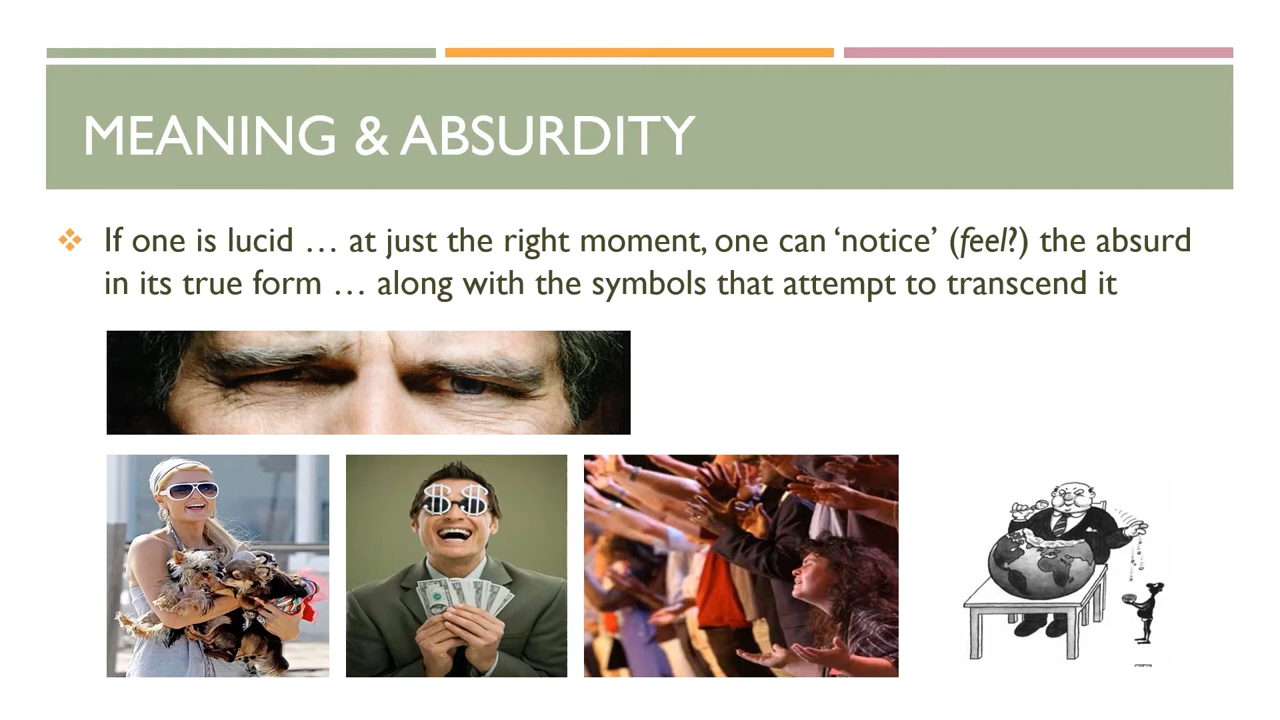 MEANING & ABSURDITY
❖ If one is lucid … at just the right moment, one can ‘notice’ (feel?) the absurd
in its true form … along with the symbols that attempt to transcend it
$ $